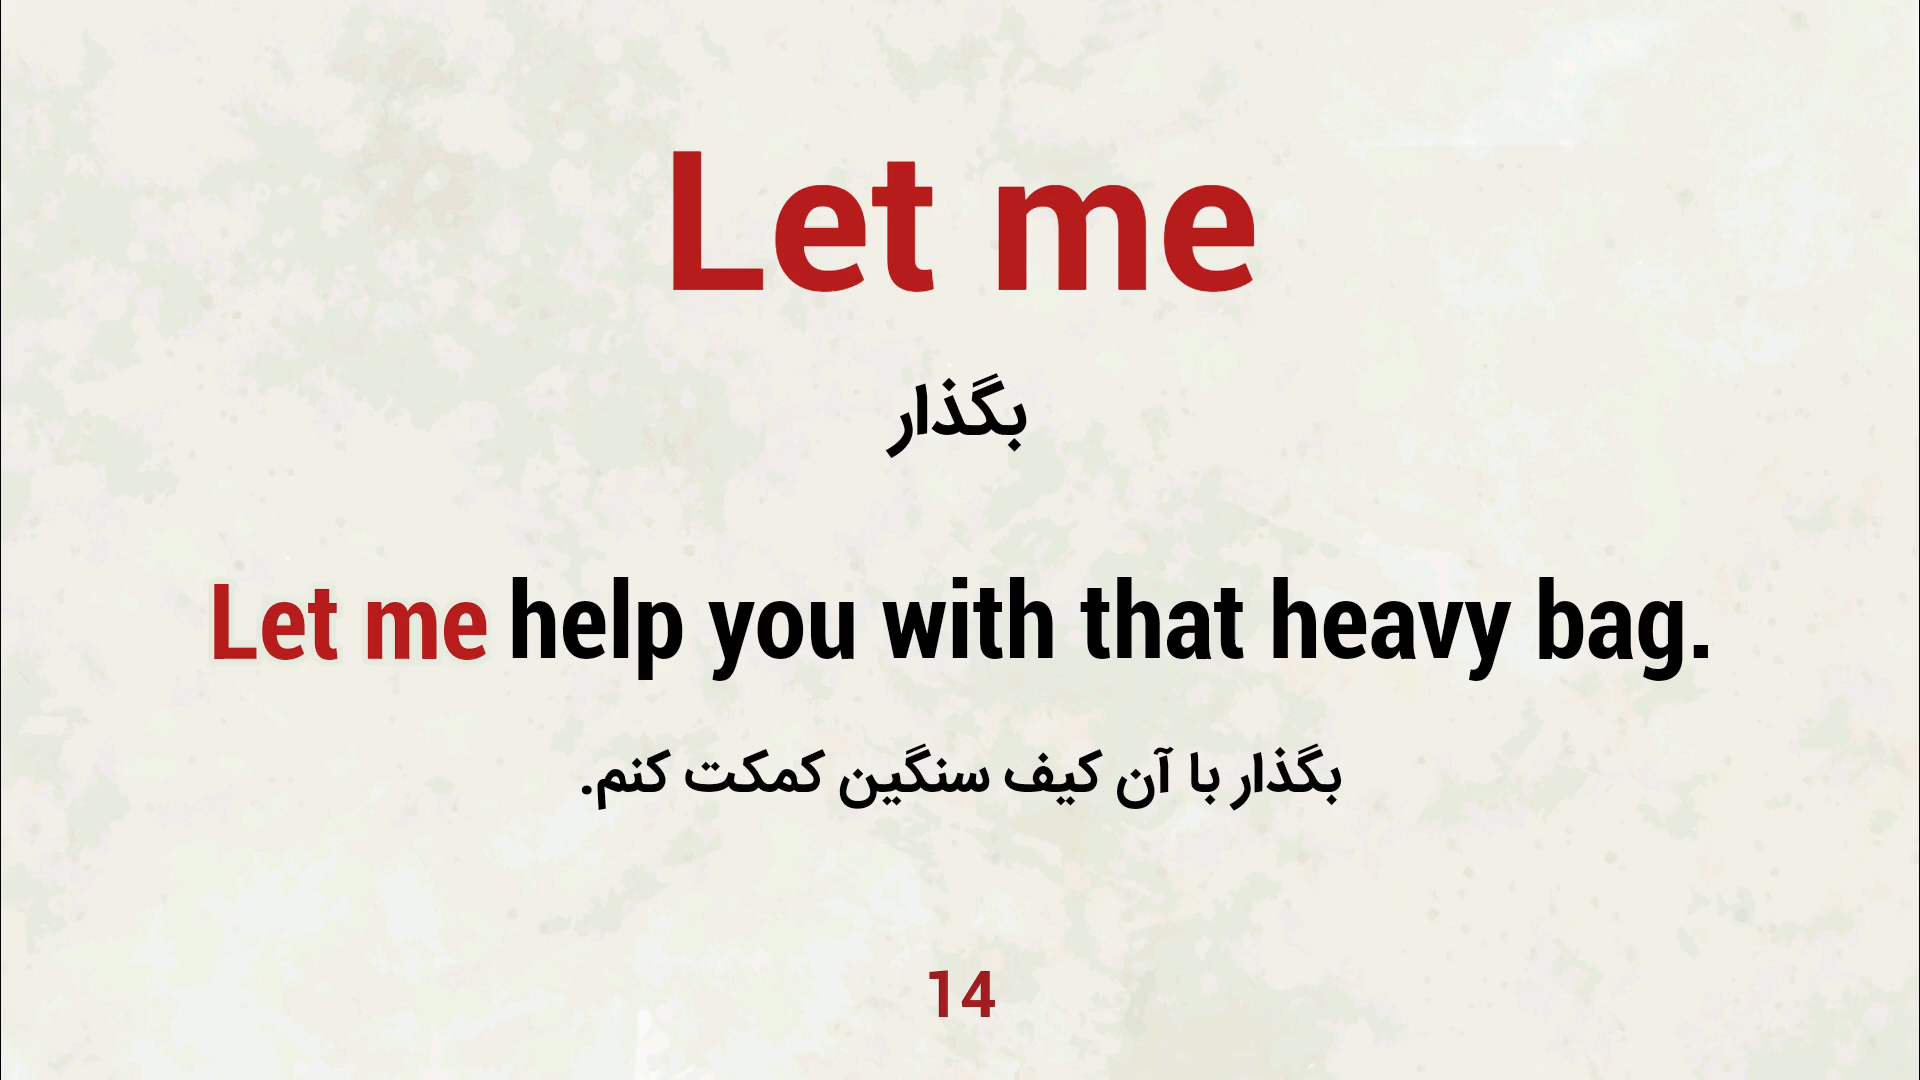 Let me
بگذار
Let me help you with that heavy bag.
بگذار با آن کیف سنگین کمکت کنم.
14